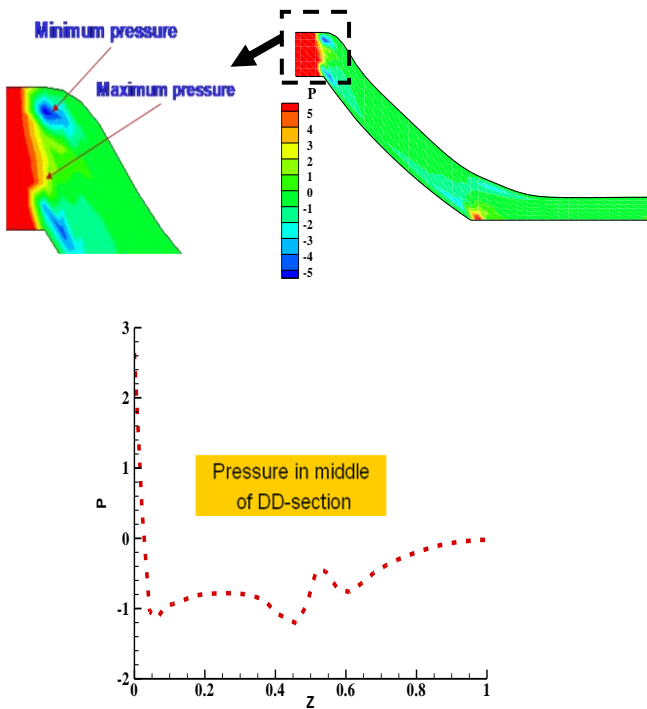 Minimum pressure
Maximum pressure
P
5
4
3
2
1
0
-1
-2
-3
-4
-5
3
2
1
0
-1
-2
P
Pressure in middle
of DD-section
0 0.2 0.4 0.6 0.8 1
Z